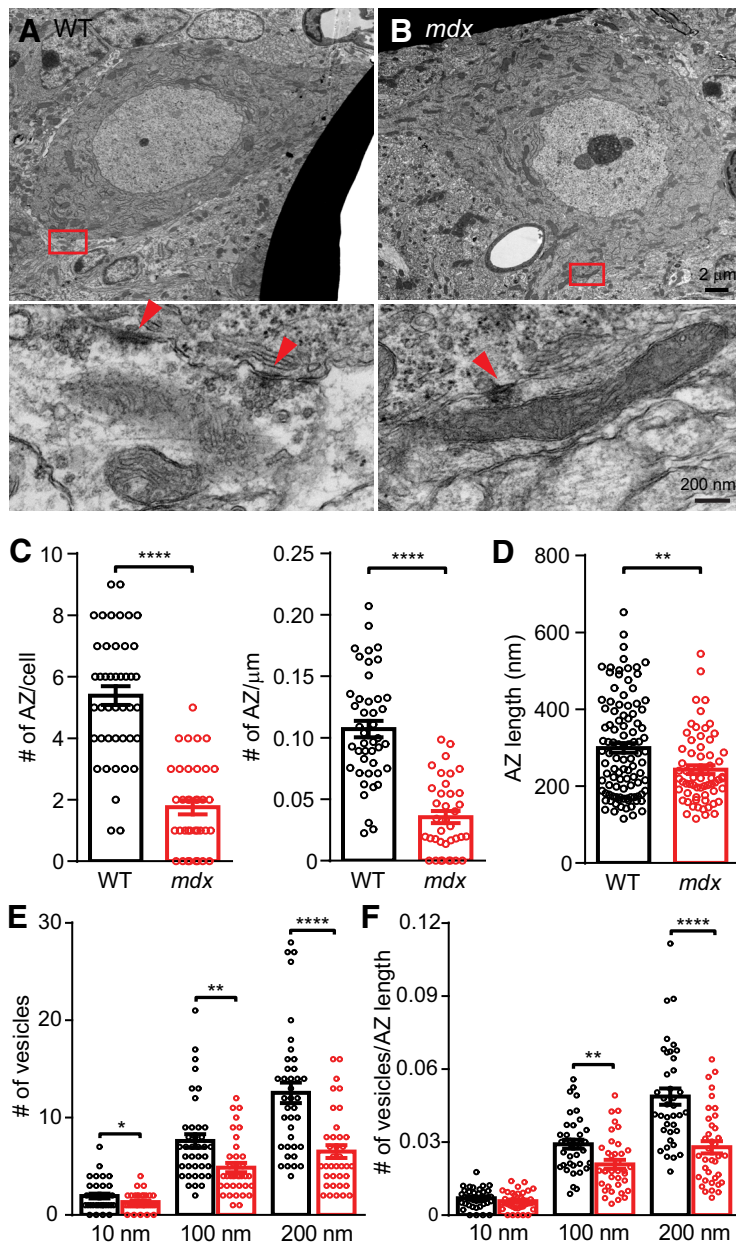 A WT
B mdx
2 µm
200 nm
C
# of AZ/cell
10
8
6
4
2
0
****
WT mdx
# of AZ/µm
0.25
0.20
0.15
0.10
0.05
0
****
WT mdx
D
AZ length (nm)
800
600
400
200
0
**
WT mdx
E
# of vesicles
30
20
10
0
*
**
****
10 nm 100 nm 200 nm
F
# of vesicles/AZ length
0.12
0.09
0.06
0.03
0
**
****
10 nm 100 nm 200 nm